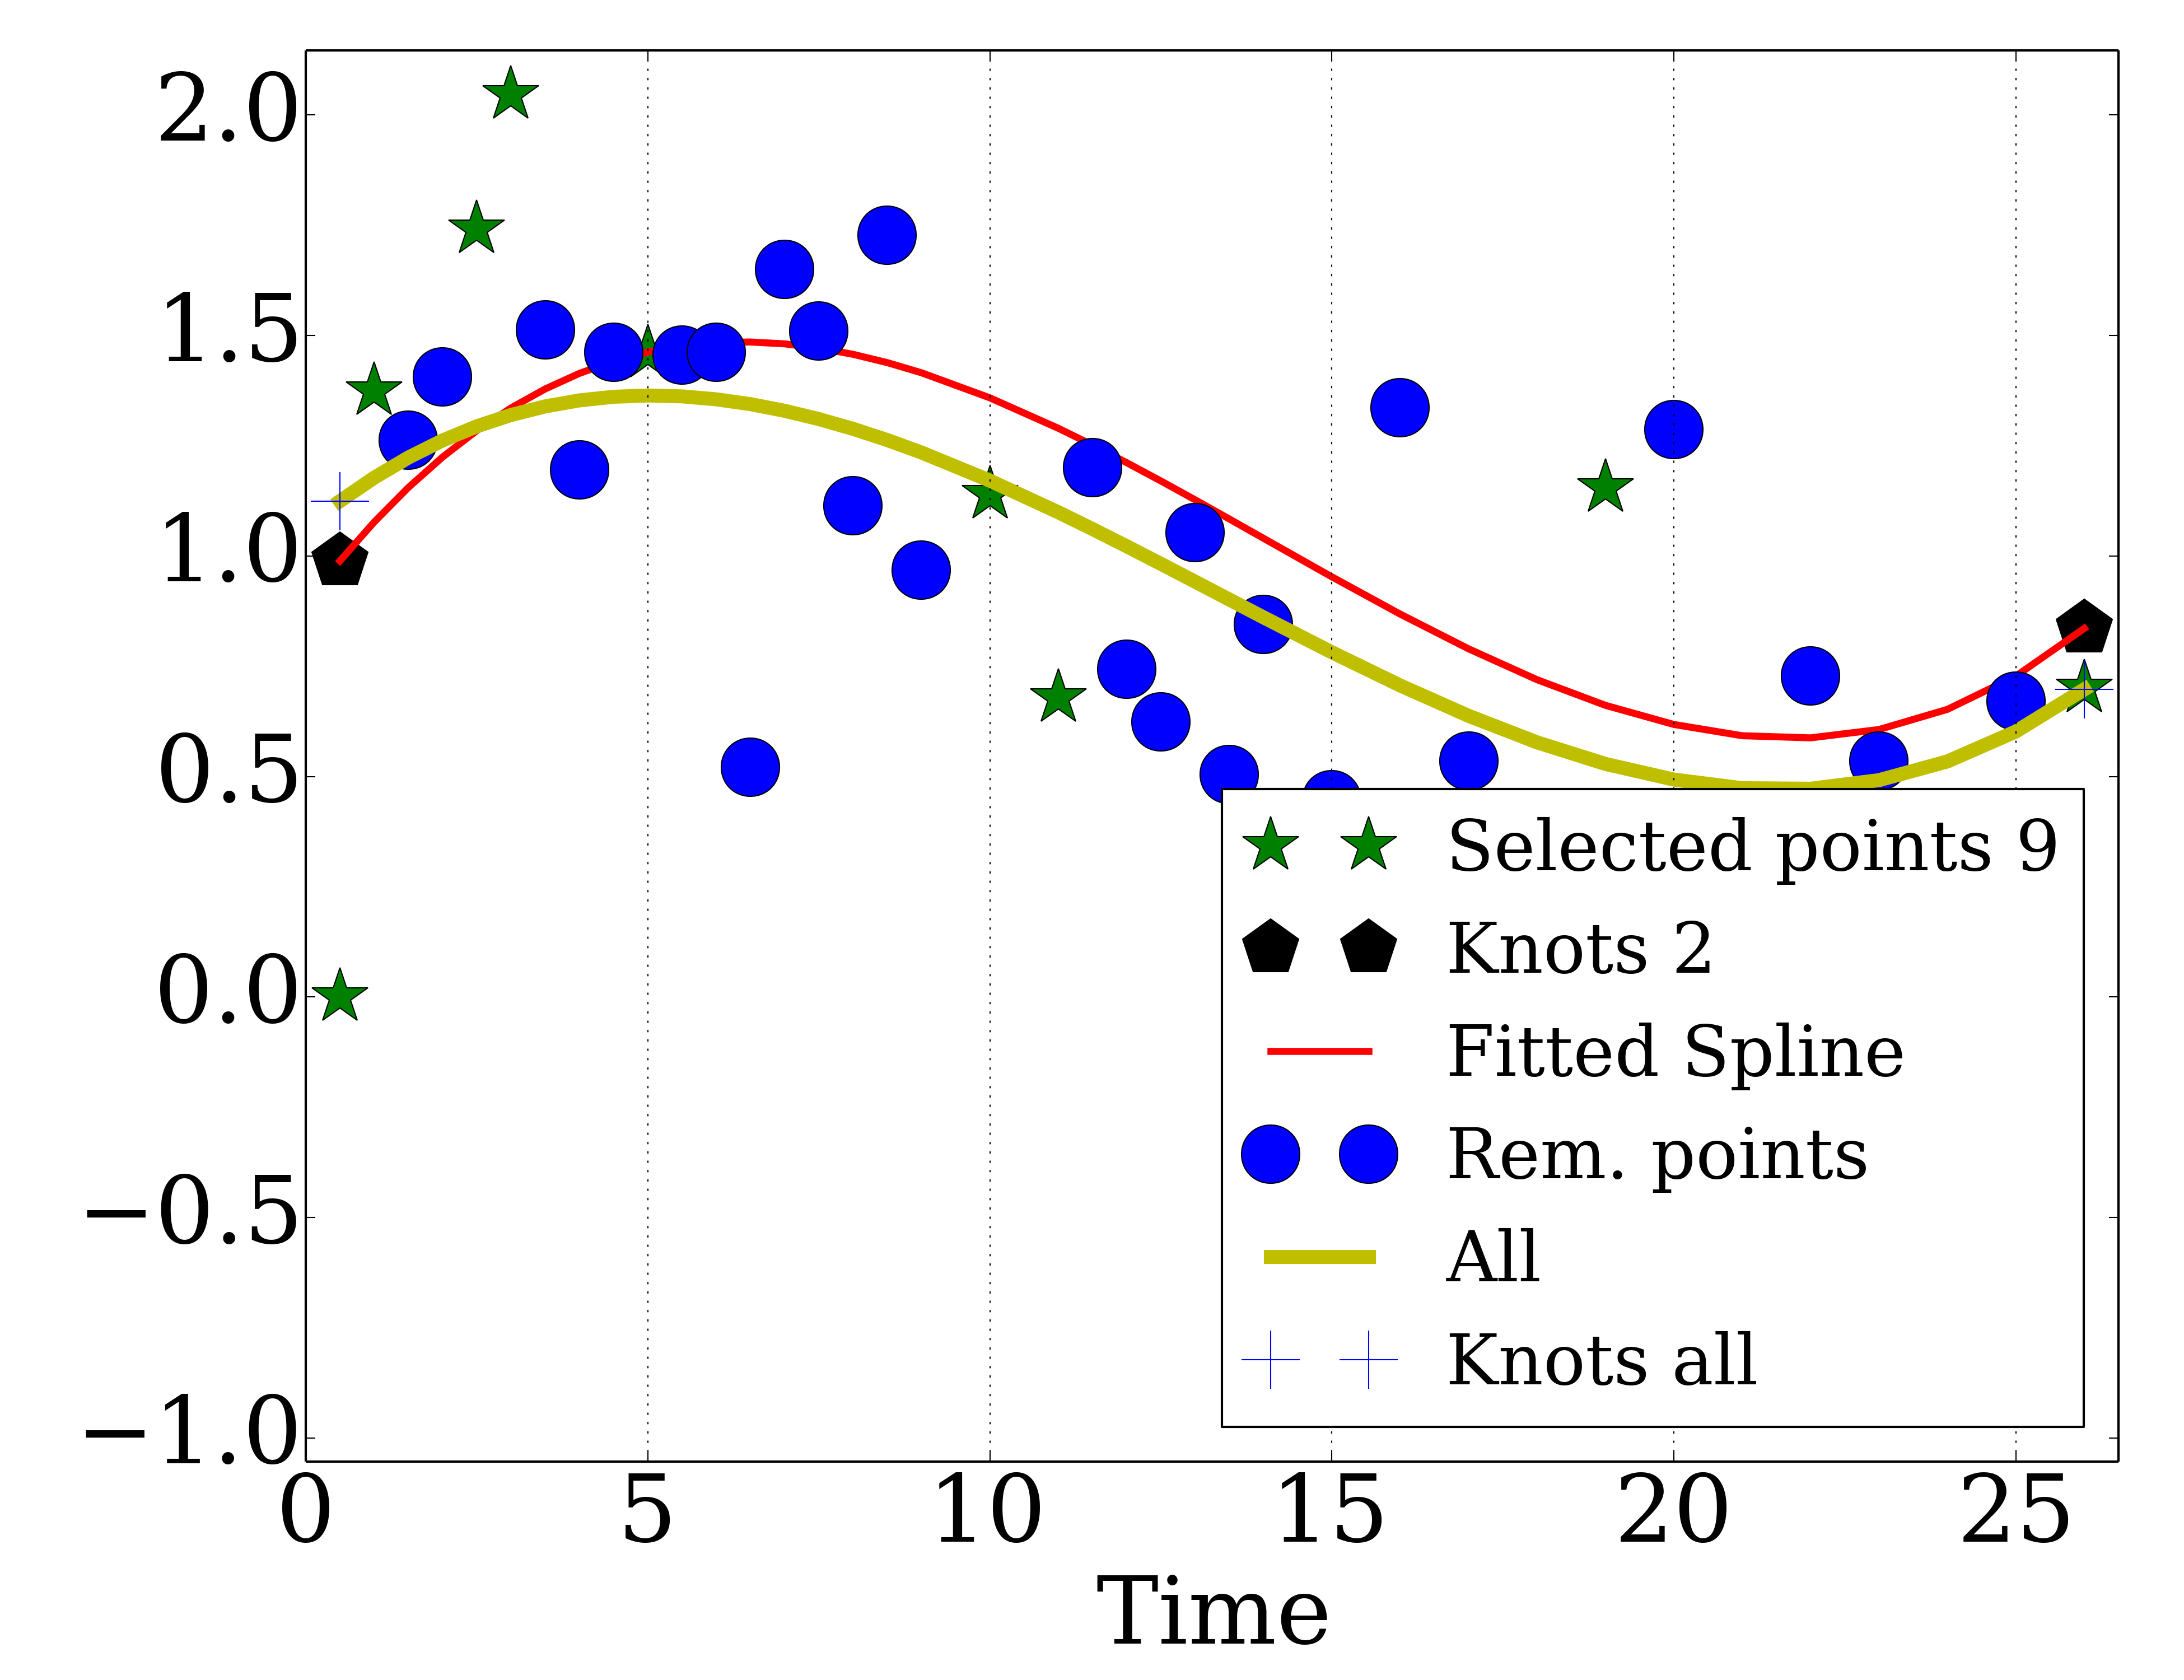 2.0
1.5
1.0
0.5
0.0
−0.5
−1.0
Selected points 9
Knots 2
Fitted Spline
Rem. points
All
Knots all
0 5 10 15 20 25
Time